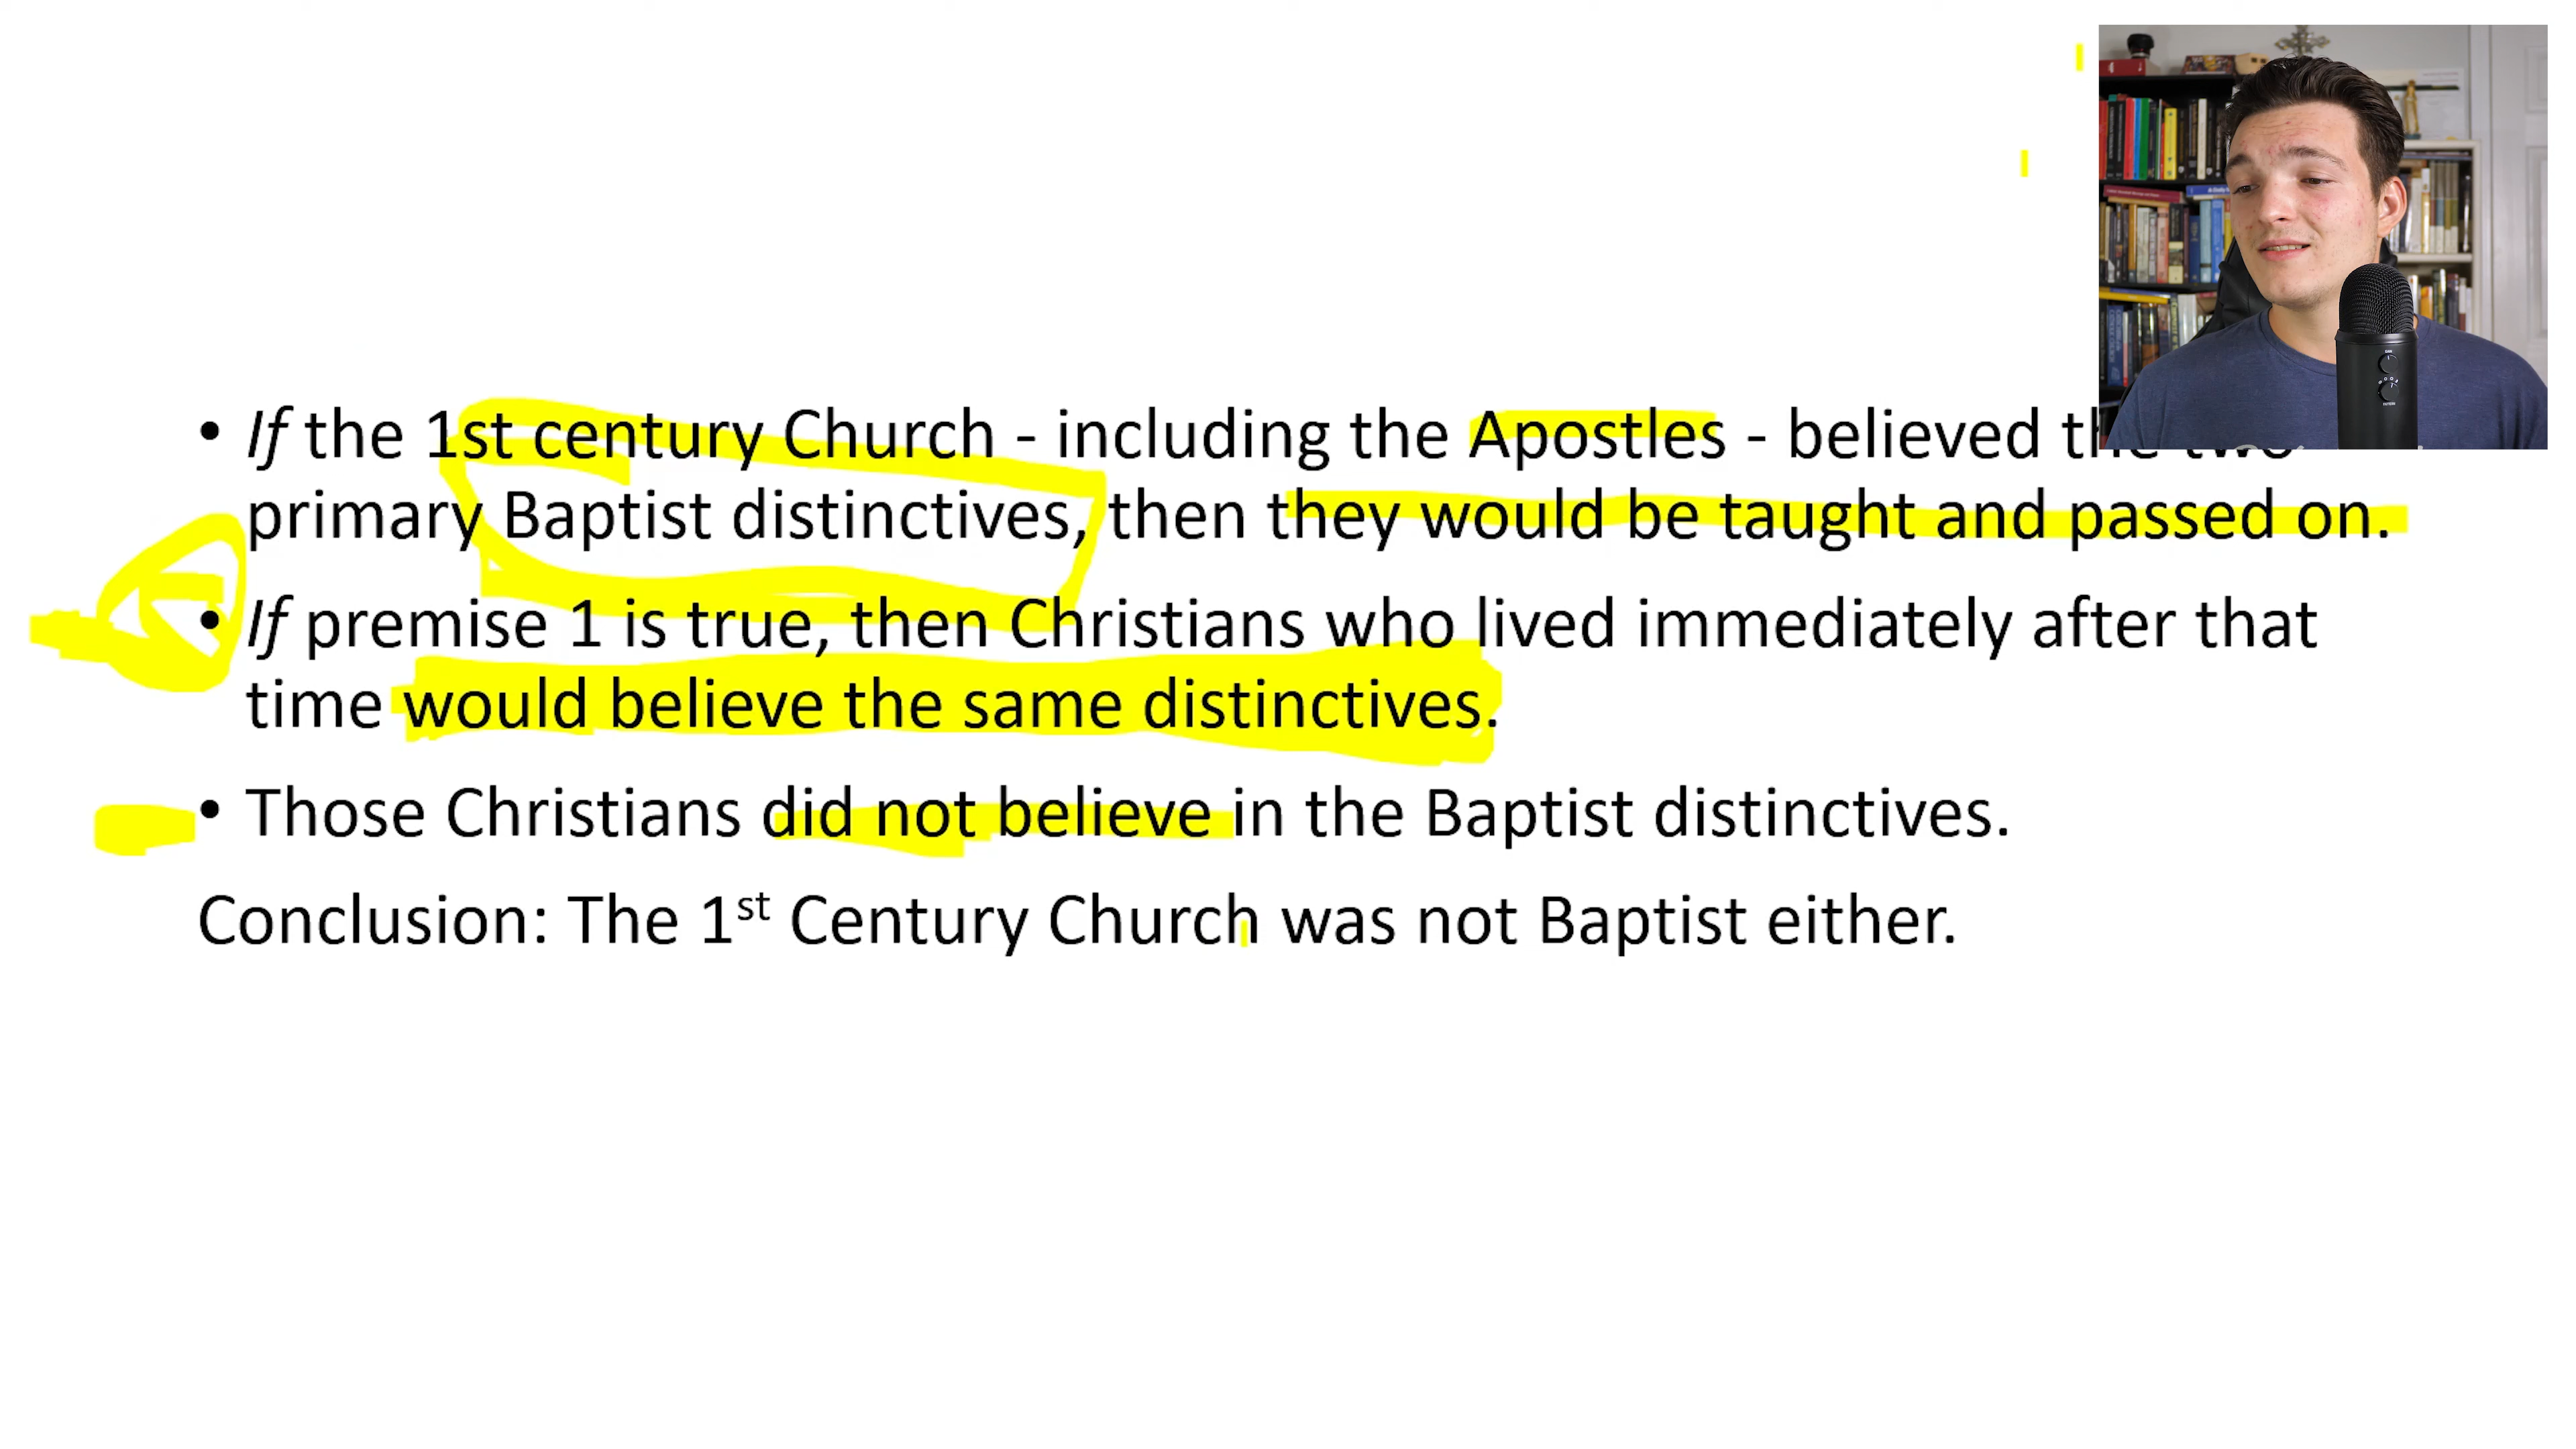 • If the 1st century Church - including the Apostles - believed
primary Baptist distinctives, then they would be taught and passed on.
• If premise 1 is true, then Christians who lived immediately after that
time would believe the same distinctives.
• Those Christians did not believe in the Baptist distinctives.
Conclusion: The 1st Century Church was not Baptist either.